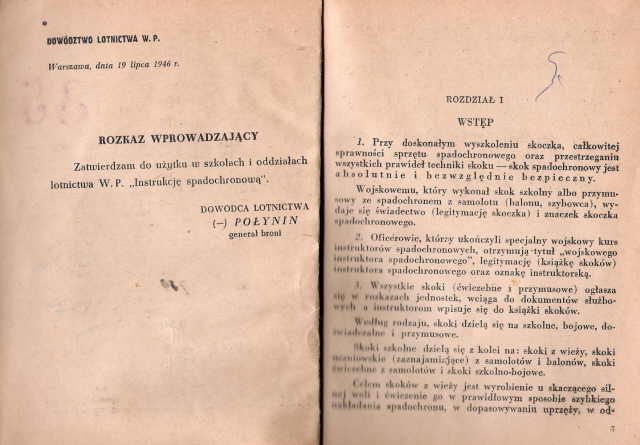 DOWÓDZTWO LOTNICTWA W. P.
Warszawa, dnia 19 lipca 1946 r.
ROZKAZ WPROWADZAJĄCY
Zatwierdzam do użytku w szkołach i oddziałach
lotnictwa W. P. „Instrukcję spadochronową".
DOWÓDCA LOTNICTWA
(—) POŁYNIN
generał broni
ROZDZIAŁ I
WSTĘP
1. Przy doskonałym wyszkoleniu skoczka, całkowitej
sprawności sprzętu spadochronowego oraz przestrzeganiu
wszystkich prawideł techniki skoku — skok spadochronowy jest
absolutnie i bezwzględnie bezpieczny.
Wojskowemu, który wykonał skok szkolny albo przymu-
sowy ze spadochronem z samolotu (balonu, szybowca), wy-
daje się świadectwo (legitymację skoczka) i znaczek skoczka
spadochronowego.
2. Oficerowie, którzy ukończyli specjalny wojskowy kurs
instruktorów spadochronowych, otrzymują tytuł „wojskowego
instruktora spadochronowego", legitymację (książkę skoków)
instruktora spadochronowego oraz oznakę instruktorską.
3. Wszystkie skoki (ćwiczebne i przymusowe) ogłasza
się w rozkazach jednostek, wciąga do dokumentów służbo-
wych a instruktorom wpisuje się do książki skoków.
Według rodzaju, skoki dzielą się na szkolne, bojowe, do-
świadczalne i przymusowe.
Skoki szkolne dzielą się z kolei na: skoki z wieży, skoki
uczniowskie (zaznajamiające) z samolotów i balonów, skoki
ćwiczebne z samolotów i skoki szkolno-bojowe.
Celem skoków z wieży jest wyrobienie u skaczącego sil-
nej woli i ćwiczenie go w prawidłowym sposobie szybkiego
nakładania spadochronu, w dopasowywaniu uprzęży, w od-
3